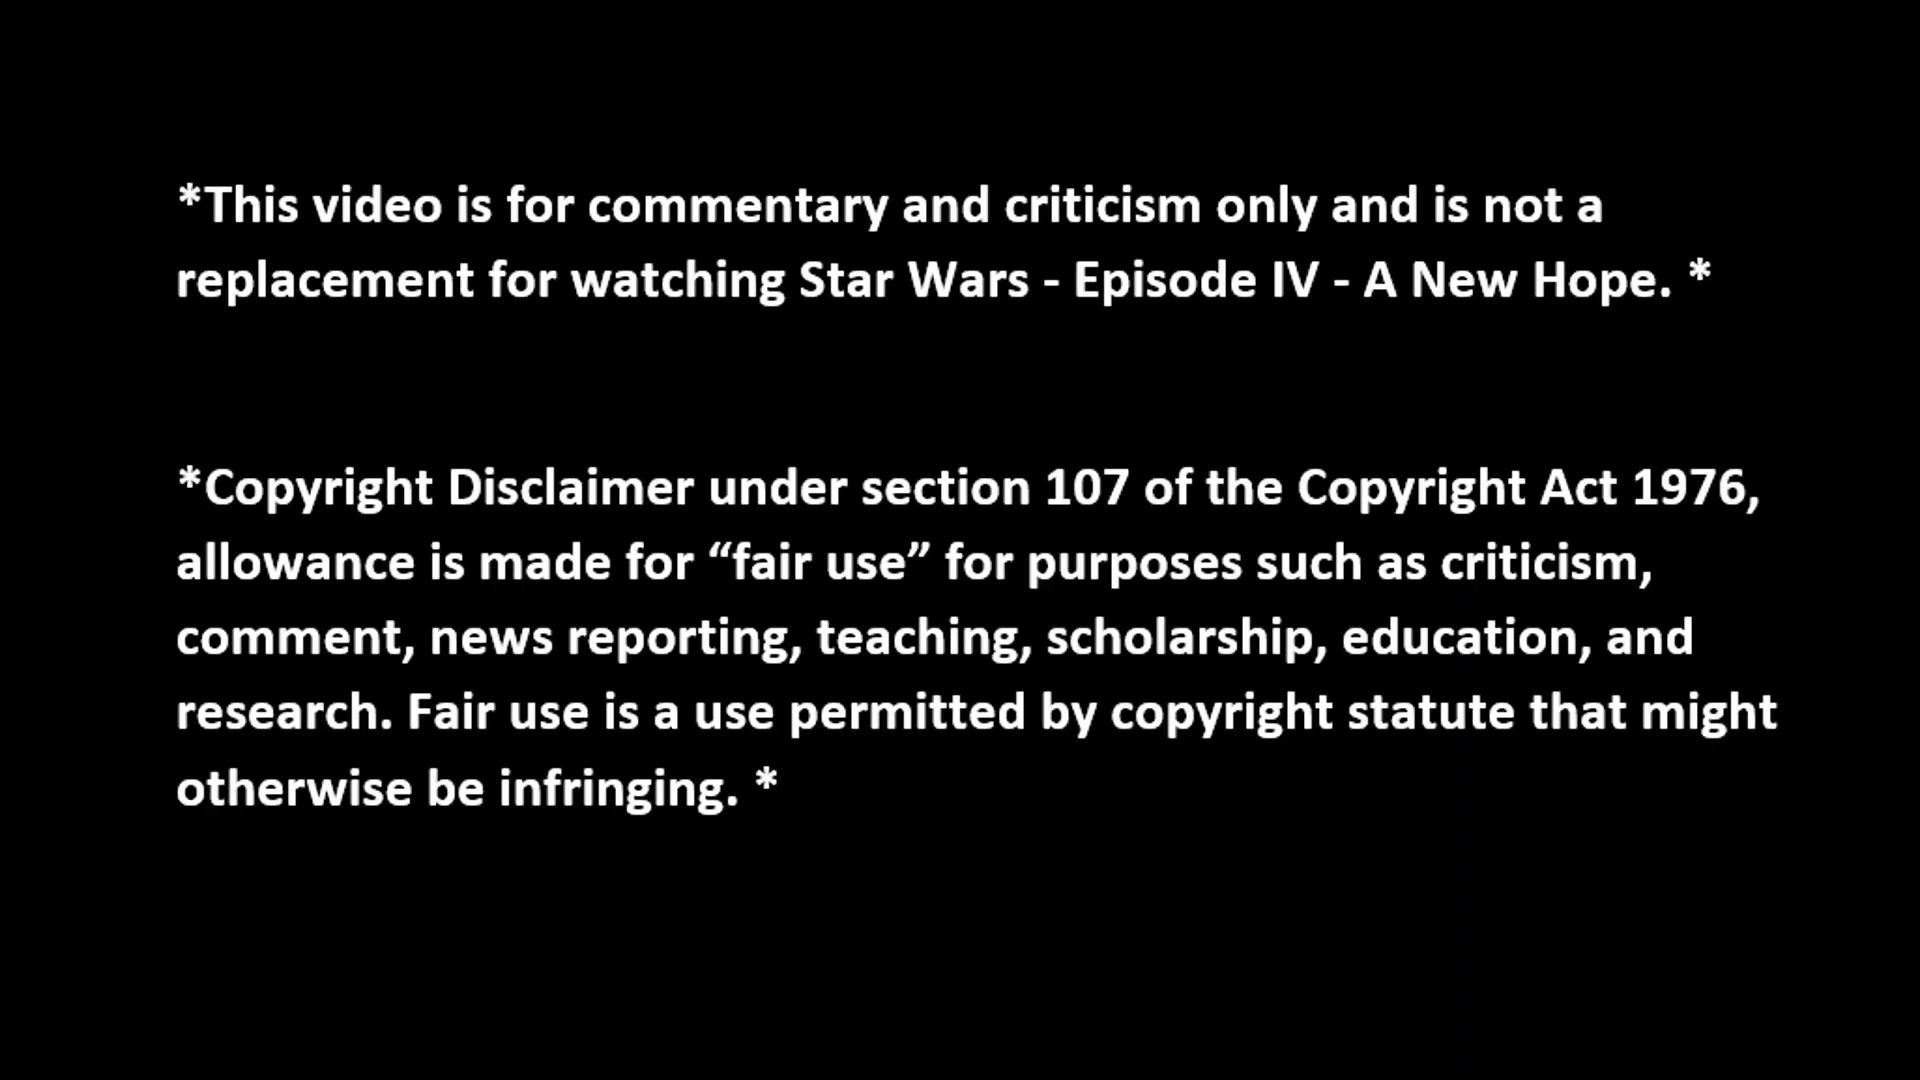 *This video is for commentary and criticism only and is not a
replacement for watching Star Wars - Episode IV - A New Hope. *
*Copyright Disclaimer under section 107 of the Copyright Act 1976,
allowance is made for “fair use” for purposes such as criticism,
comment, news reporting, teaching, scholarship, education, and
research. Fair use is a use permitted by copyright statute that might
otherwise be infringing. *